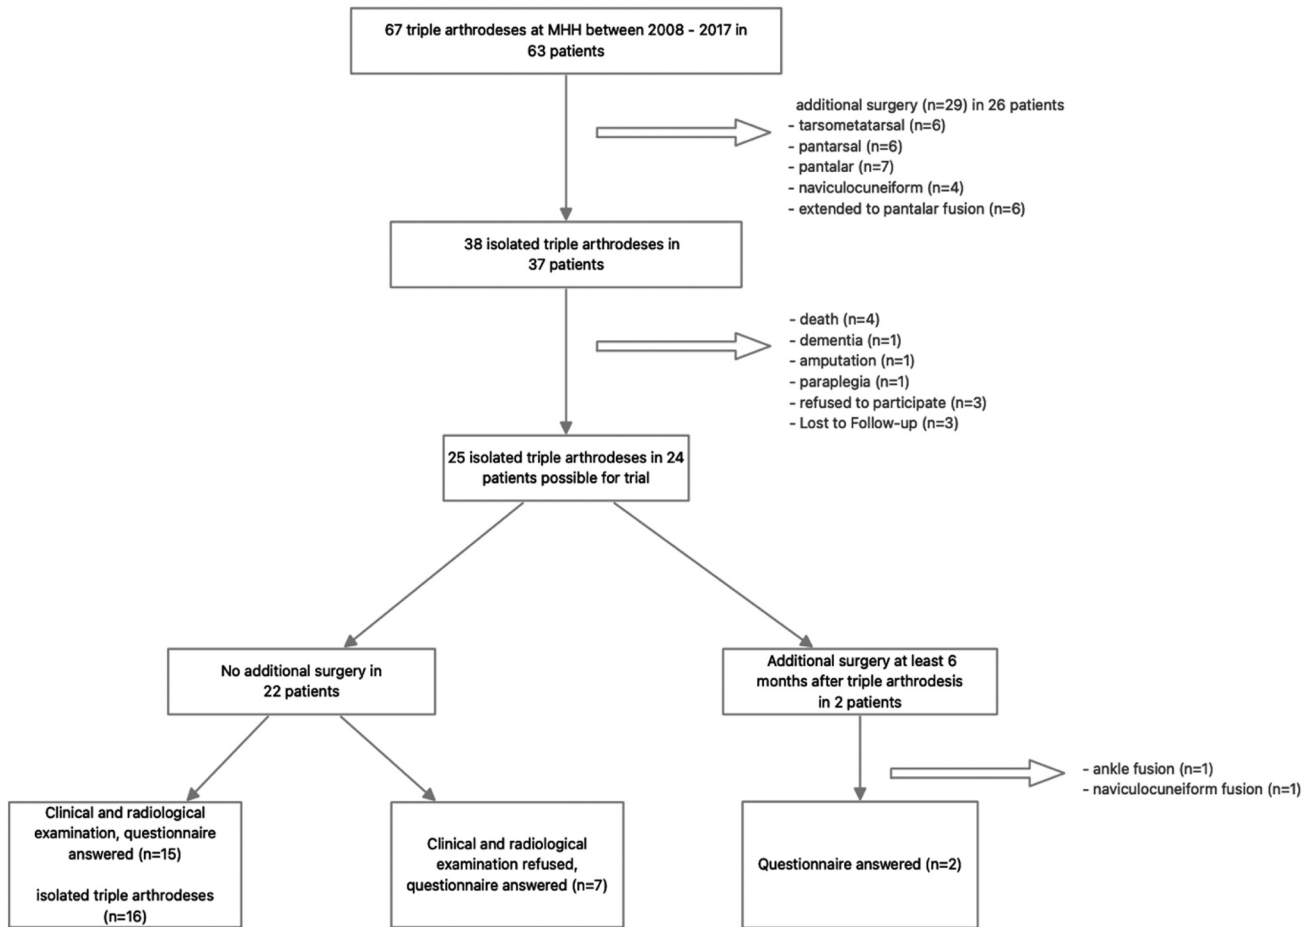 67 triple arthrodeses at MHH between 2008 - 2017 in
63 patients
additional surgery (n=29) in 26 patients
- tarsometatarsal (n=6)
- pantarsal (n=6)
- pantalar (n=7)
- naviculocuneiform (n=4)
- extended to pantalar fusion (n=6)
38 isolated triple arthrodeses in
37 patients
- death (n=4)
- dementia (n=1)
- amputation (n=1)
- paraplegia (n=1)
- refused to participate (n=3)
- Lost to Follow-up (n=3)
25 isolated triple arthrodeses in 24
patients possible for trial
No additional surgery in
22 patients
Additional surgery at least 6
months after triple arthrodesis
in 2 patients
- ankle fusion (n=1)
- naviculocuneiform fusion (n=1)
Clinical and radiological
examination, questionnaire
answered (n=15)
isolated triple arthrodeses
(n=16)
Clinical and radiological
examination refused,
questionnaire answered (n=7)
Questionnaire answered (n=2)